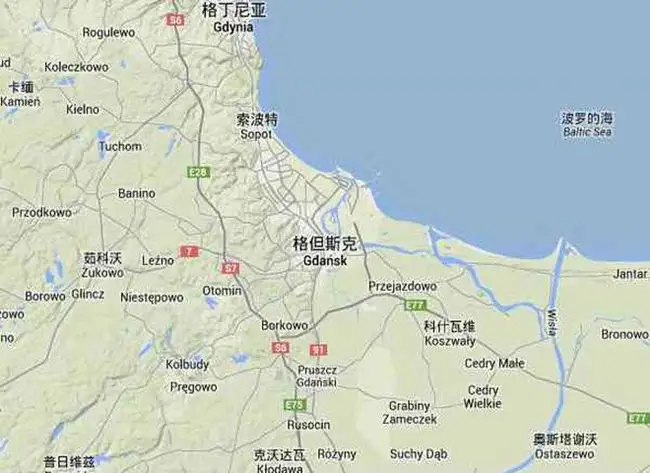 格丁尼亚
Gdynia
S6
Rogulewo
Koleczkowo
卡缅
Kamień
Kielno
索波特
Sopot
波罗的海
Baltic Sea
Tuchom
E28
Banino
Przodkowo
格但斯克
Gdańsk
7
茹科沃
Żukowo
Leźno
S7
Jantar
Borowo
Glincz
Niestępowo
Otomin
Przejazdowo
E77
Wisła
Borkowo
科什瓦维
Koszwały
Bronowo
S6
91
Kolbudy
Pręgowo
Pruszcz
Gdański
Cedry Małe
Cedry
Wielkie
E75
Grabiny
Zameczek
E77
Rusocin
奥斯塔谢沃
Ostaszewo
普日维兹
克沃达瓦
Kłodawa
Różyny
Suchy Dąb